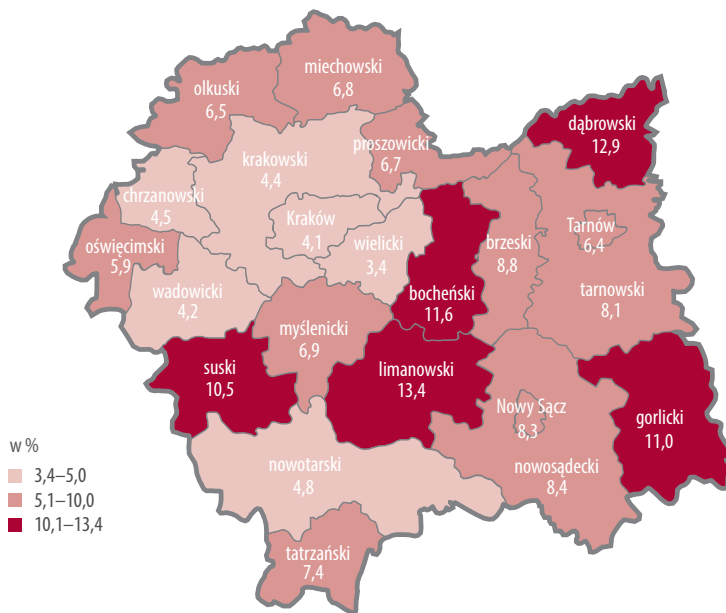 miechowski
6,8
olkuski
6,5
dąbrowski
12,9
proszowicki
6,7
krakowski
4,4
chrzanowski
4,5
Kraków
4,1
wielicki
3,4
brzeski
8,8
Tarnów
6,4
oświęcimski
5,9
wadowicki
4,2
bocheński
11,6
tarnowski
8,1
myślenicki
6,9
suski
10,5
limanowski
13,4
Nowy Sącz
8,3
gorlicki
11,0
nowotarski
4,8
nowosądecki
8,4
tatrzański
7,4
w %
3,4–5,0
5,1–10,0
10,1–13,4